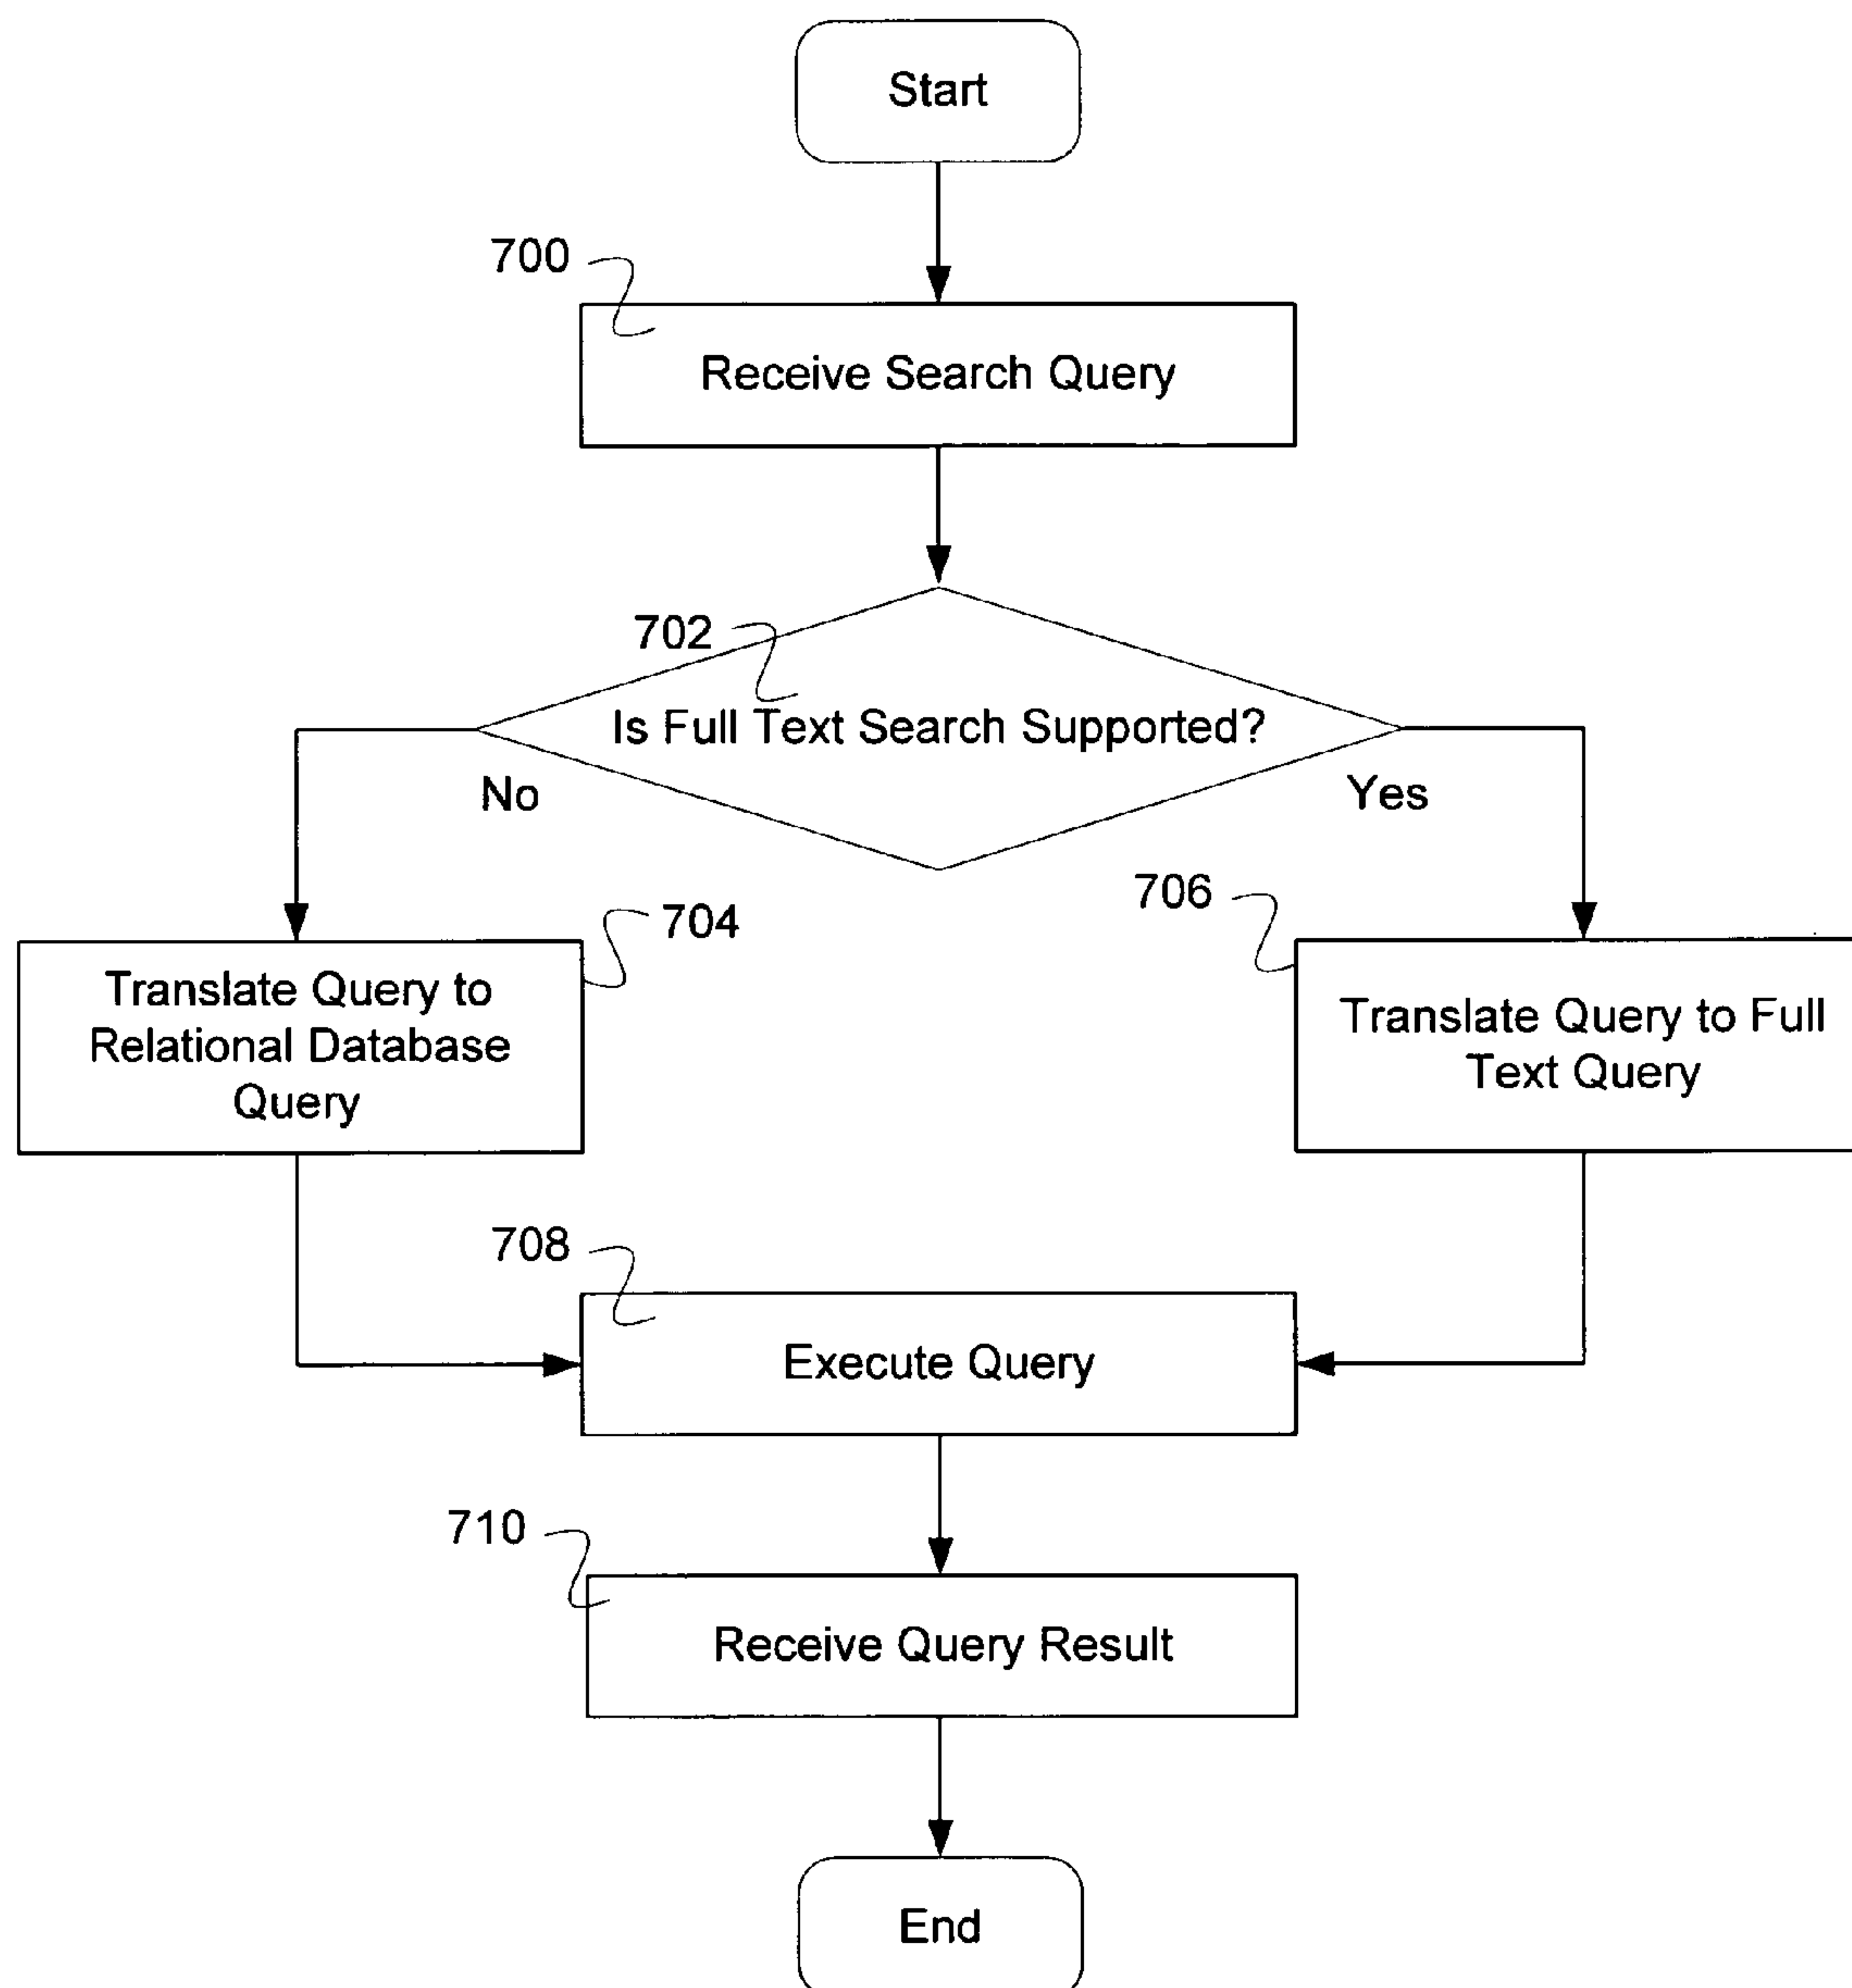 Start
700
Receive Search Query
702
Is Full Text Search Supported?
No
Yes
704
706
Translate Query to
Relational Database
Query
Translate Query to Full
Text Query
708
Execute Query
710
Receive Query Result
End